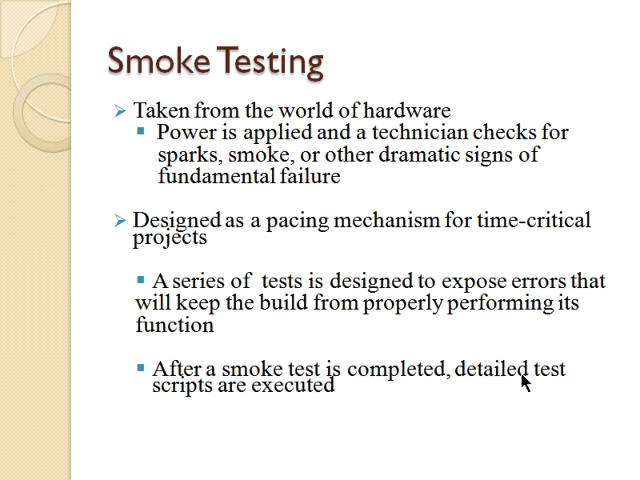 Smoke Testing
Taken from the world of hardware
Power is applied and a technician checks for
sparks, smoke, or other dramatic signs of
fundamental failure
Designed as a pacing mechanism for time-critical
projects
A series of tests is designed to expose errors that
will keep the build from properly performing its
function
After a smoke test is completed, detailed test
scripts are executed